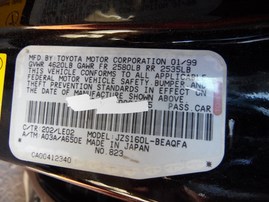 MFD.BY TOYOTA MOTOR CORPORATION 01/99
GVWR 4620LB GAWR FR 2580LB RR 2535LB
THIS VEHICLE CONFORMS TO ALL APPLICABLE
FEDERAL MOTOR VEHICLE SAFETY, BUMPER, AND
THEFT PREVENTION STANDARDS IN EFFECT ON
THE DATE OF MANUFACTURE SHOWN ABOVE.
PASS.CAR
C/TR:202/LE02 MODEL:JZS160L-BEAQFA
A/TM:A03A/A650E MADE IN JAPAN
CA00412340 NO.823